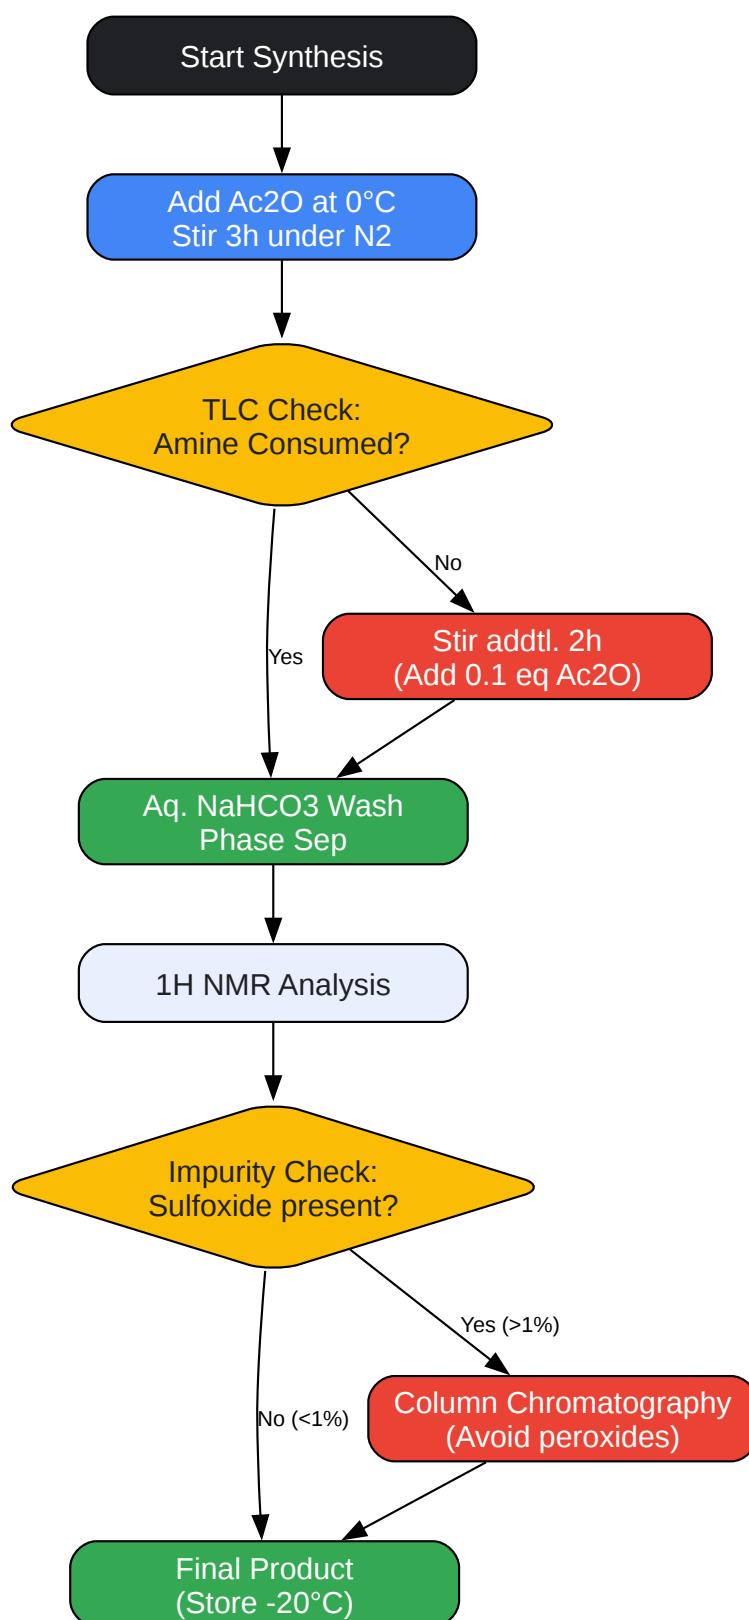 Start Synthesis
Add Ac2O at 0°C
Stir 3h under N2
TLC Check:
Amine Consumed?
No
Stir addtl. 2h
(Add 0.1 eq Ac2O)
Yes
Aq. NaHCO3 Wash
Phase Sep
1H NMR Analysis
Impurity Check:
Sulfoxide present?
Yes (>1%)
Column Chromatography
(Avoid peroxides)
No (<1%)
Final Product
(Store -20°C)